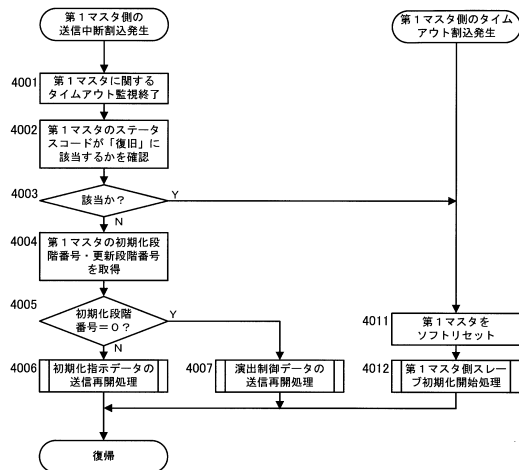 第1マスタ側の
送信中断割込発生
第1マスタ側のタイム
アウト割込発生
4001
第1マスタに関する
タイムアウト監視終了
4002
第1マスタのステータ
スコードが「復旧」に
該当するかを確認
4003
該当か？
Y
N
4004
第1マスタの初期化段
階番号・更新段階番号
を取得
4005
初期化段階
番号＝0？
Y
N
4011
第1マスタを
ソフトリセット
4006
初期化指示データの
送信再開処理
4007
演出制御データの
送信再開処理
4012
第1マスタ側スレー
ブ初期化開始処理
復帰